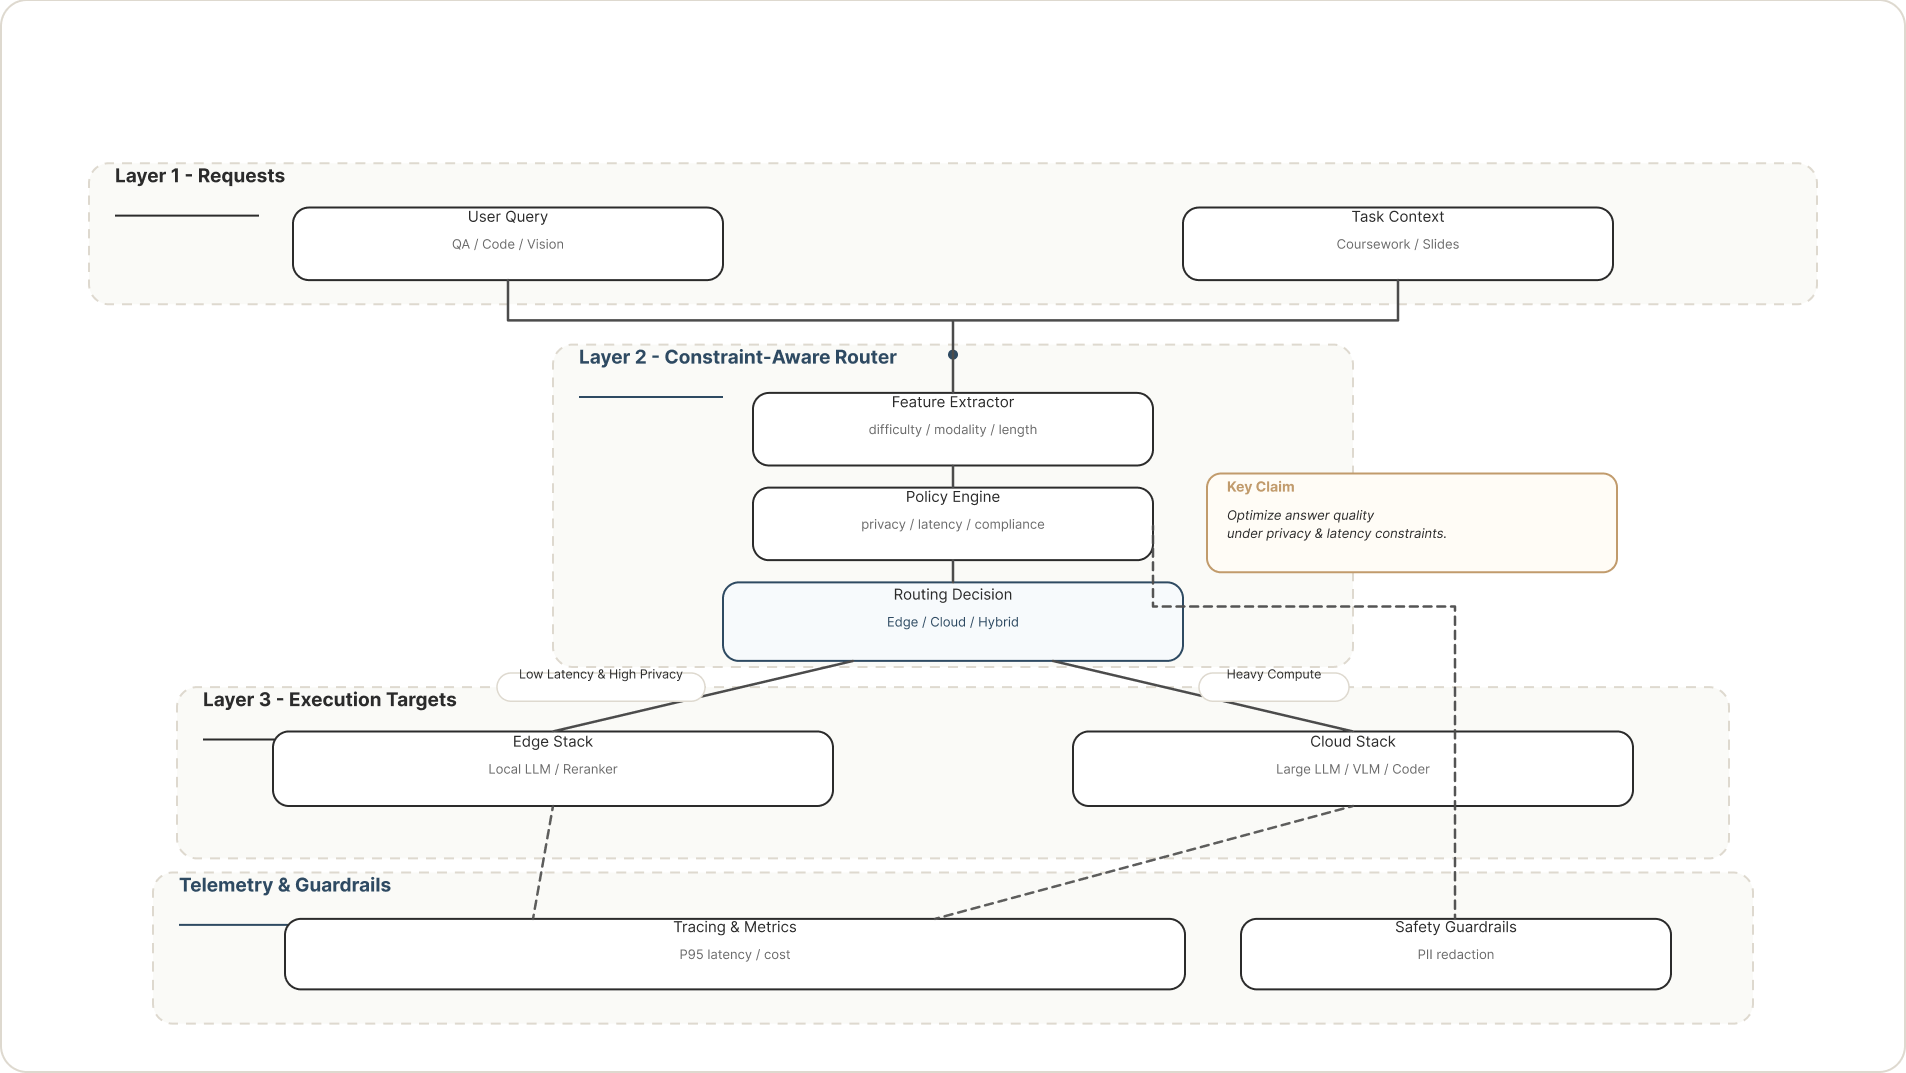 Layer 1 - Requests
User Query
QA / Code / Vision
Task Context
Coursework / Slides
Layer 2 - Constraint-Aware Router
Feature Extractor
difficulty / modality / length
Policy Engine
privacy / latency / compliance
Key Claim
Optimize answer quality
under privacy & latency constraints.
Routing Decision
Edge / Cloud / Hybrid
Low Latency & High Privacy
Heavy Compute
Layer 3 - Execution Targets
Edge Stack
Local LLM / Reranker
Cloud Stack
Large LLM / VLM / Coder
Telemetry & Guardrails
Tracing & Metrics
P95 latency / cost
Safety Guardrails
PII redaction